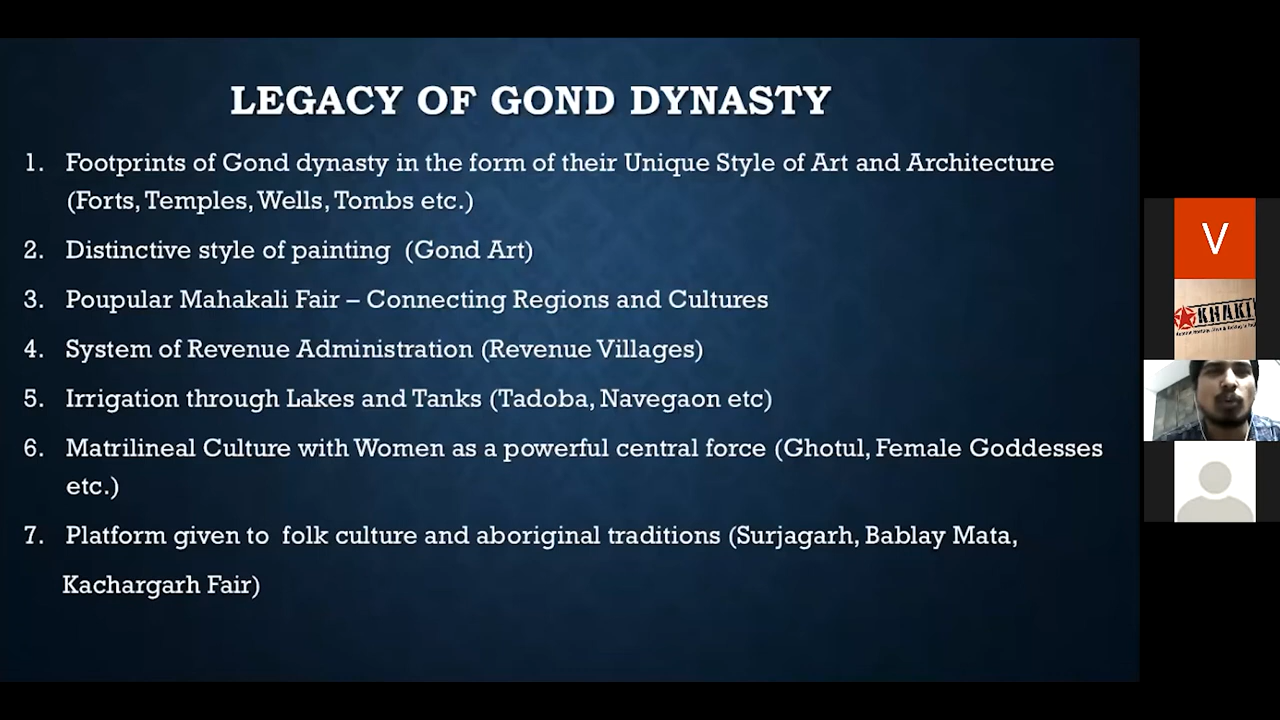 LEGACY OF GOND DYNASTY
1. Footprints of Gond dynasty in the form of their Unique Style of Art and Architecture
(Forts, Temples, Wells, Tombs etc.)
2. Distinctive style of painting (Gond Art)
3. Poupular Mahakali Fair – Connecting Regions and Cultures
4. System of Revenue Administration (Revenue Villages)
5. Irrigation through Lakes and Tanks (Tadoba, Navegaon etc)
6. Matrilineal Culture with Women as a powerful central force (Ghotul, Female Goddesses
etc.)
7. Platform given to folk culture and aboriginal traditions (Surjagarh, Bablay Mata,
Kachargarh Fair)
V
KHAKI